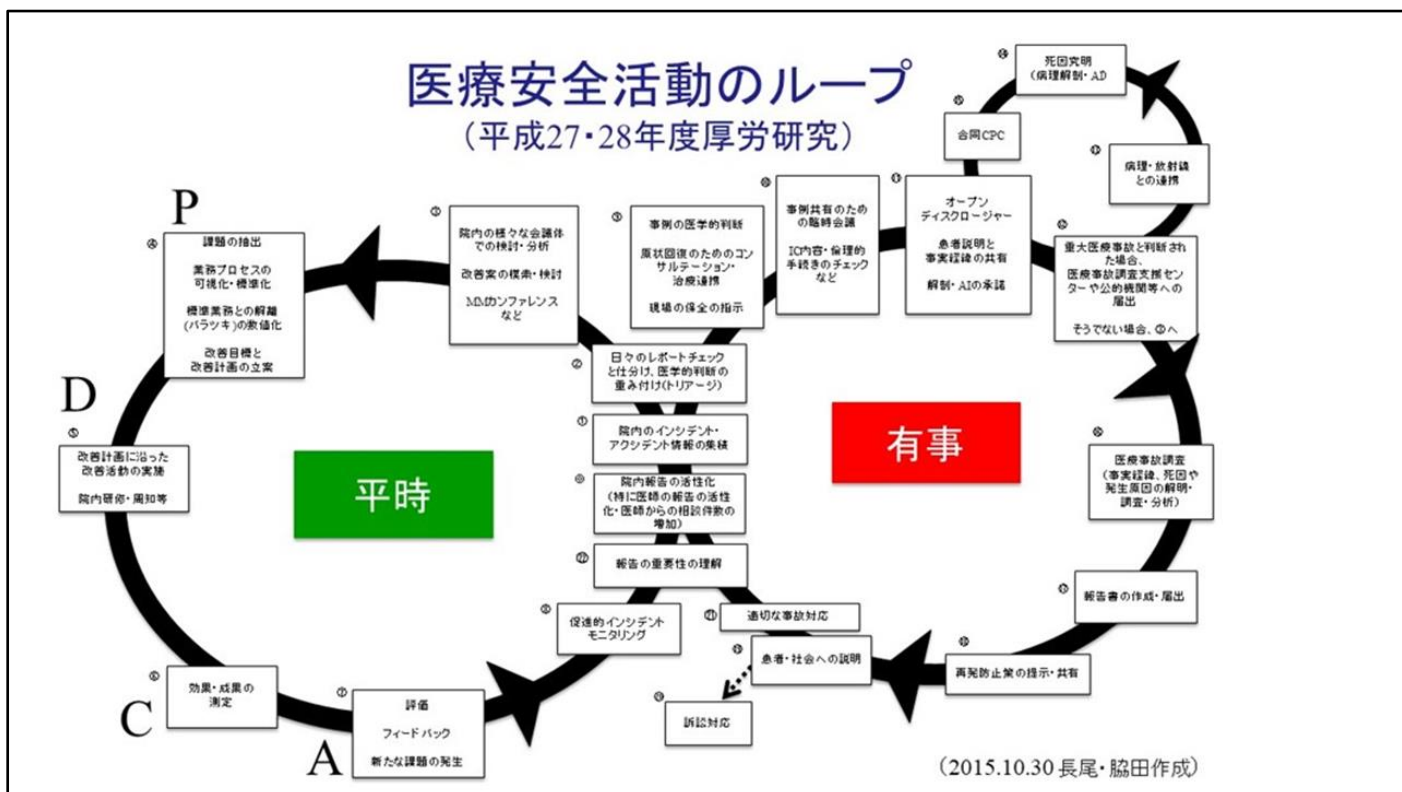 医療安全活動のループ
(平成27・28年度厚労研究)
P
④
課題の抽出
業務プロセスの
可視化・標準化
標準業務との解離
(バラツキ)の数値化
改善目標と
改善計画の立案
D
⑤
改善計画に沿った
改善活動の実施
院内研修・周知等
C
⑥
効果・成果の
測定
A
⑦
評価
フィードバック
新たな課題の発生
③
院内の様々な会議体
での検討・分析
改善案の模索・検討
MMカンファレンス
など
平時
②
日々のレポートチェック
と仕分け、医学的判断の
重み付け(トリアージ)
①
院内のインシデント・
アクシデント情報の集積
院内報告の活性化
(特に医師の報告の活性
化・医師からの相談件数の
増加)
㉒
報告の重要性の理解
⑧
促進的インシデント
モニタリング
⑨
事例の医学的判断
原状回復のためのコン
サルテーション・
治療連携
現場の保全の指示
⑩
事例共有のため
の臨時会議
IC内容・倫理的
手続きのチェック
など
⑪
オープン
ディスクロージャー
患者説明と
事実経緯の共有
解剖・AIの承諾
⑫
重大医療事故と判断され
た場合、
医療事故調査支援セン
ターや公的機関等への
届出
そうでない場合、③へ
⑬
病理・放射線
との連携
⑭
死因究明
(病理解剖・AI)
⑮
合同CPC
有事
⑯
医療事故調査
(事実経緯、死因や
発生原因の解明・
調査・分析)
⑰
報告書の作成・届出
⑱
再発防止策の提示・共有
⑲
患者・社会への説明
⑳
訴訟対応
㉑
適切な事故対応
(2015.10.30 長尾・脇田作成)